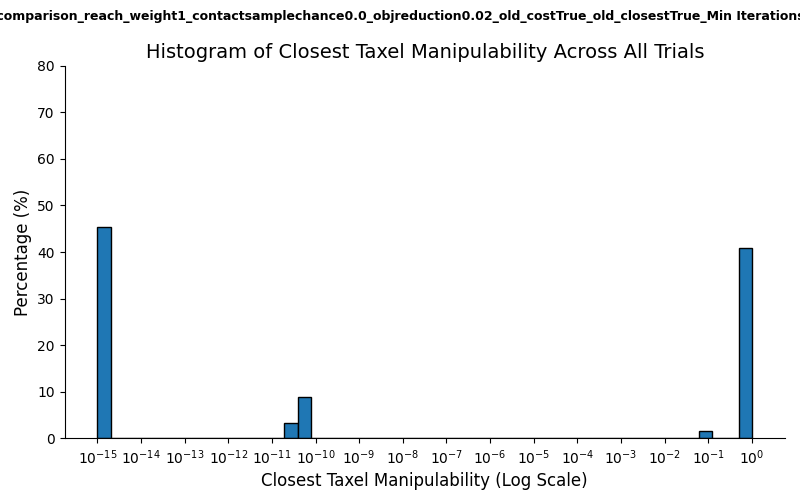 comparison_reach_weight1_contactsamplechance0.0_objreduction0.02_old_costTrue_old_closestTrue_Min Iterations
Histogram of Closest Taxel Manipulability Across All Trials
80
70
60
50
40
30
20
10
0
Percentage (%)
10⁻¹⁵ 10⁻¹⁴ 10⁻¹³ 10⁻¹² 10⁻¹¹ 10⁻¹⁰ 10⁻⁹ 10⁻⁸ 10⁻⁷ 10⁻⁶ 10⁻⁵ 10⁻⁴ 10⁻³ 10⁻² 10⁻¹ 10⁰
Closest Taxel Manipulability (Log Scale)